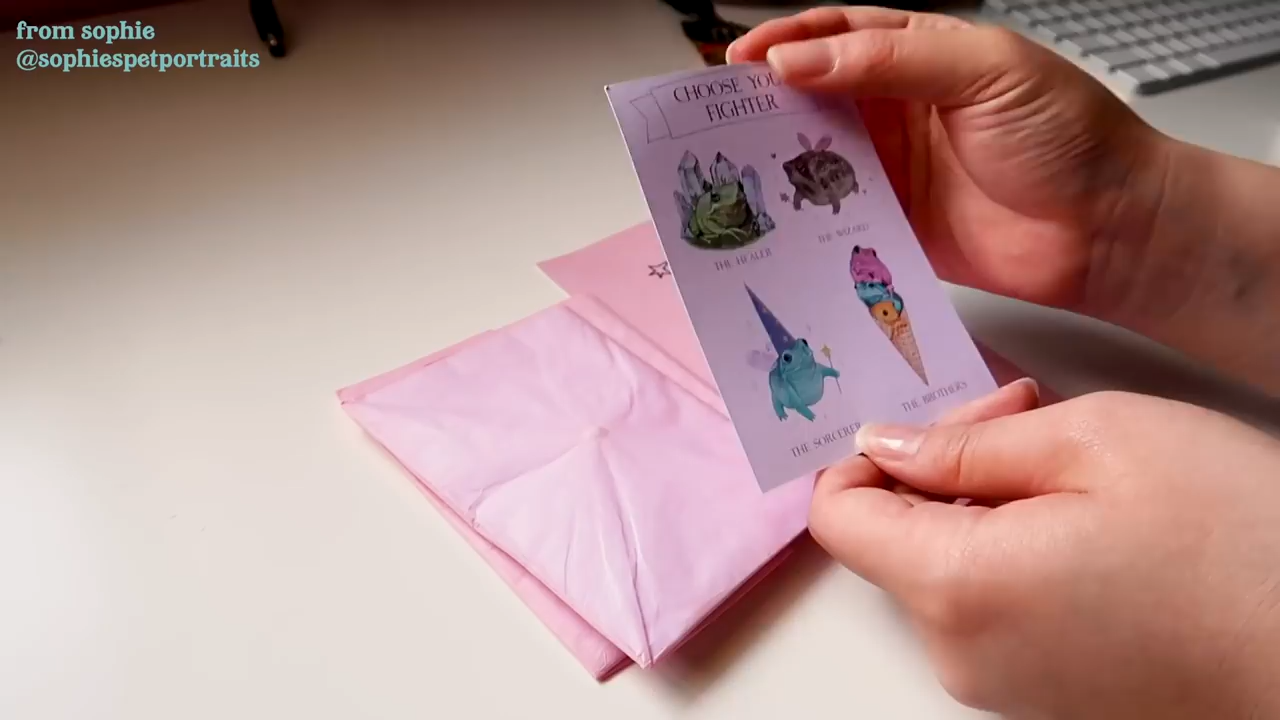 from sophie
@sophiespetportraits
CHOOSE YOU
FIGHTER
THE HEALER
THE WIZARD
THE SORCERER
THE BROTHERS